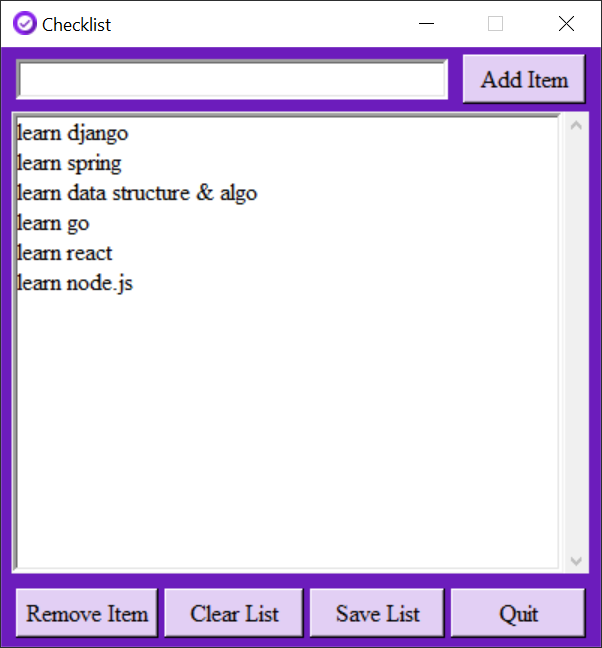 Checklist
Add Item
learn django
learn spring
learn data structure & algo
learn go
learn react
learn node.js
Remove Item Clear List Save List Quit